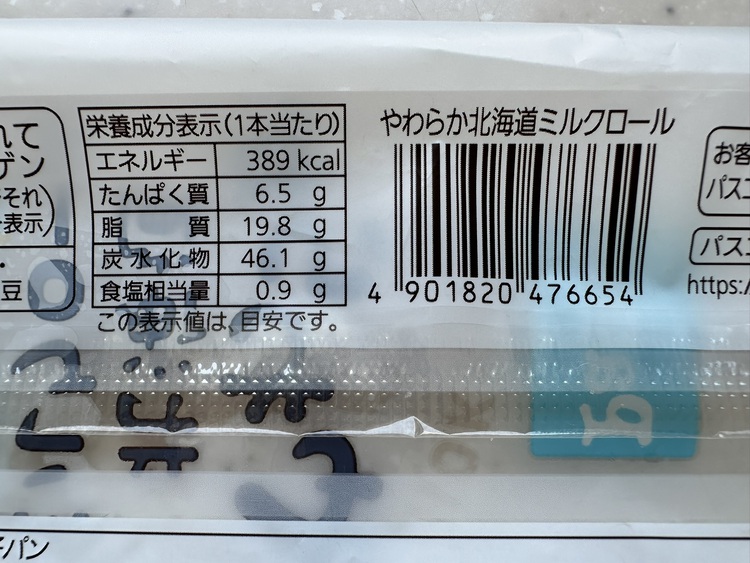 れて
ゲン
それ)
表示)
豆
栄養成分表示(1本当たり)
エネルギー 389 kcal
たんぱく質 6.5 g
脂質 19.8 g
炭水化物 46.1 g
食塩相当量 0.9 g
この表示値は、目安です。
やわらか北海道ミルクロール
4 901820 476654
お客
パスコ
パスコ
https:/
子パン